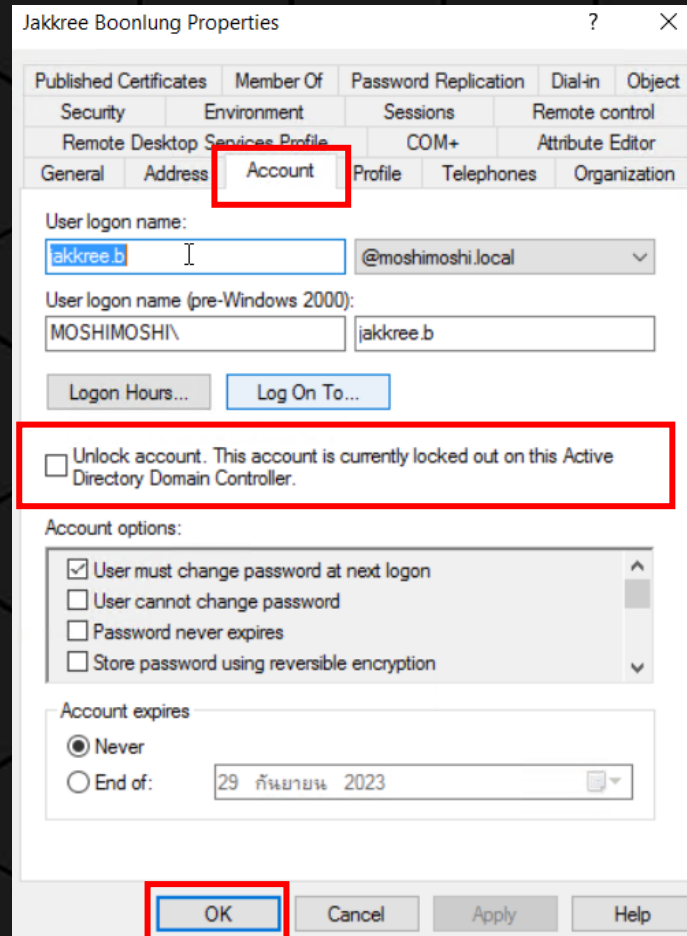 Jakkree Boonlung Properties
?
Published Certificates Member Of Password Replication Dial-in Object
Security Environment Sessions Remote control
Remote Desktop Services Profile COM+ Attribute Editor
General Address Account Profile Telephones Organization
User logon name:
jakkree.b @moshimoshi.local
User logon name (pre-Windows 2000):
MOSHIMOSHI\ jakkree.b
Logon Hours... Log On To...
Unlock account. This account is currently locked out on this Active
Directory Domain Controller.
Account options:
User must change password at next logon
User cannot change password
Password never expires
Store password using reversible encryption
Account expires
Never
End of: 29 กันยายน 2023
OK Cancel Apply Help